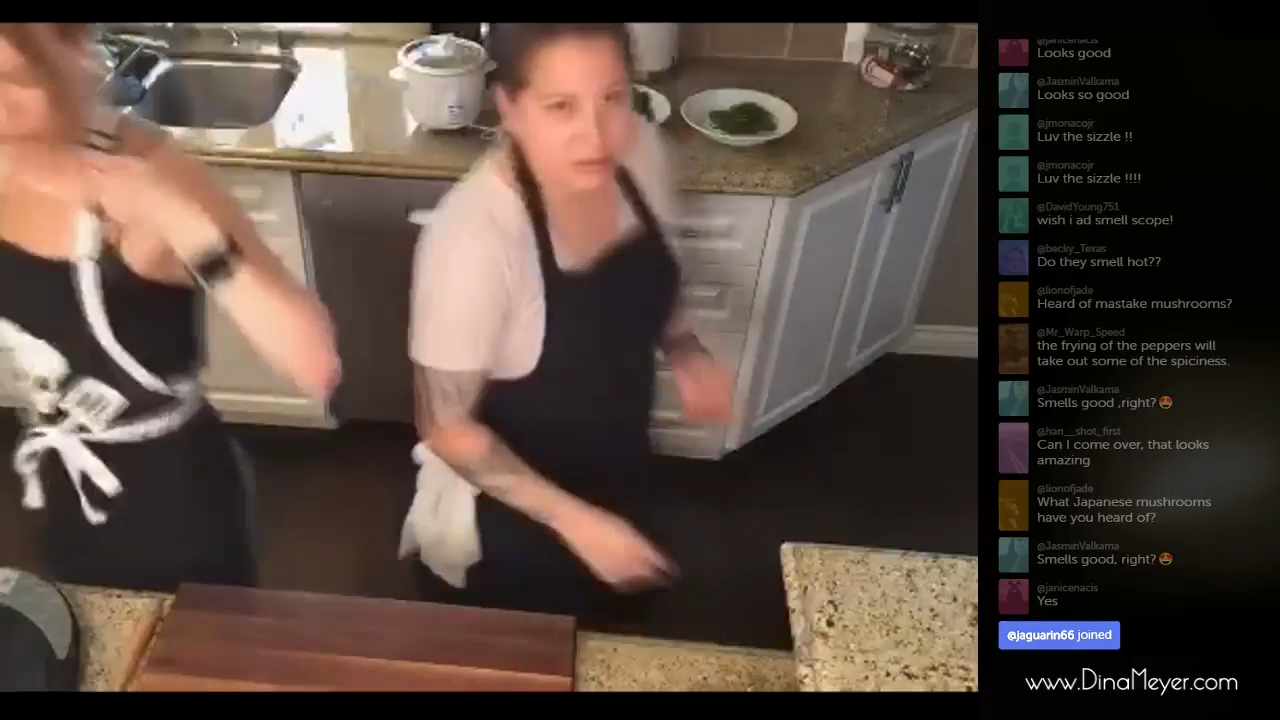 @janicenacis
Looks good
@JasminValkama
Looks so good
@jmonacojr
Luv the sizzle !!
@jmonacojr
Luv the sizzle !!!!
@DavidYoung751
wish i ad smell scope!
@becky_Texas
Do they smell hot??
@lionofjade
Heard of mastake mushrooms?
@Mr_Warp_Speed
the frying of the peppers will
take out some of the spiciness.
@JasminValkama
Smells good ,right?🤩
@han__shot_first
Can I come over, that looks
amazing
@lionofjade
What Japanese mushrooms
have you heard of?
@JasminValkama
Smells good, right?🤩
@janicenacis
Yes
@jaguarin66 joined
www.DinaMeyer.com